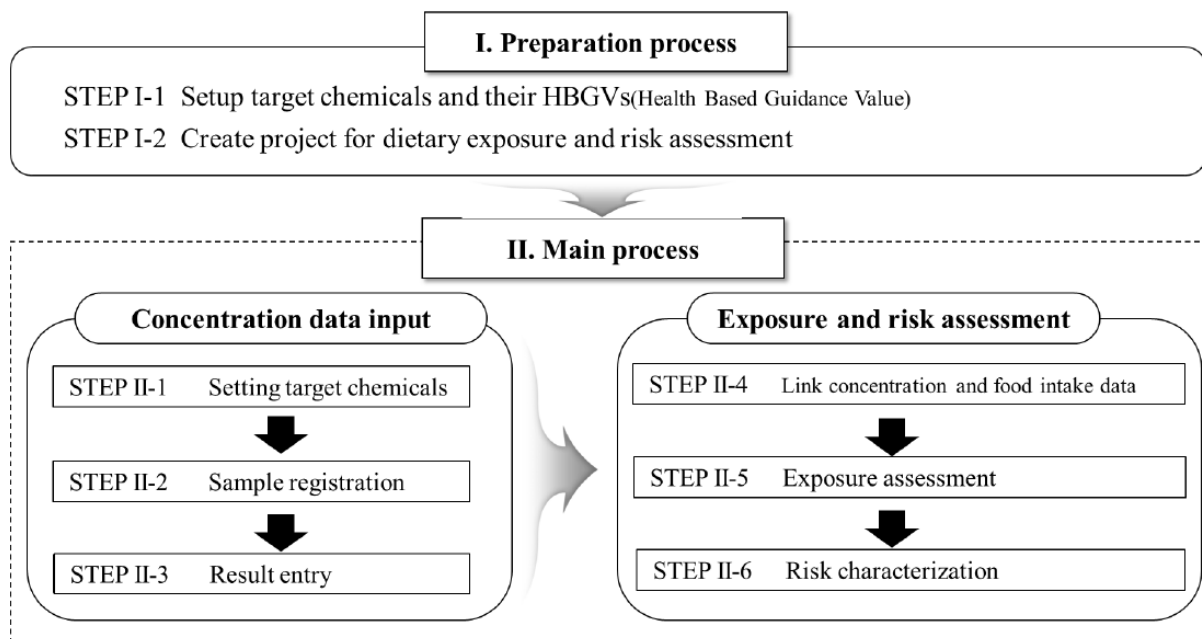 I. Preparation process
STEP I-1 Setup target chemicals and their HBGVs(Health Based Guidance Value)
STEP I-2 Create project for dietary exposure and risk assessment
II. Main process
Concentration data input
STEP II-1 Setting target chemicals
STEP II-2 Sample registration
STEP II-3 Result entry
Exposure and risk assessment
STEP II-4 Link concentration and food intake data
STEP II-5 Exposure assessment
STEP II-6 Risk characterization